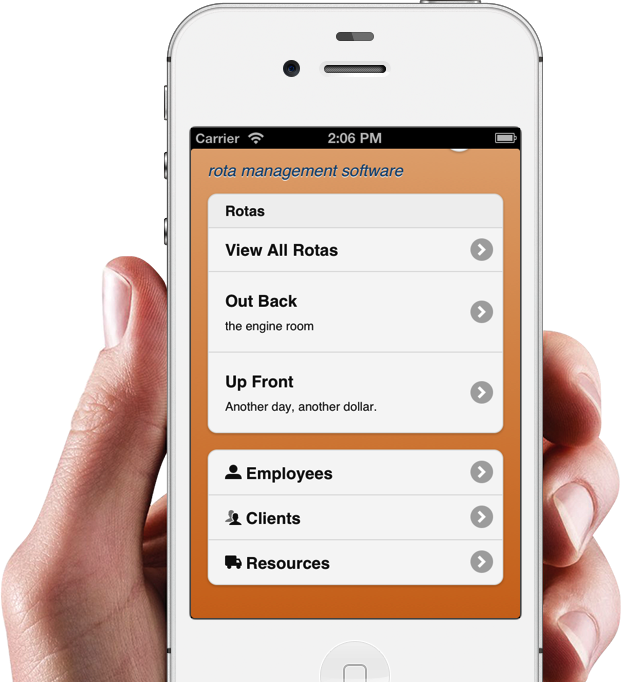 Carrier 2:06 PM
rota management software
Rotas
View All Rotas
Out Back
the engine room
Up Front
Another day, another dollar.
Employees
Clients
Resources